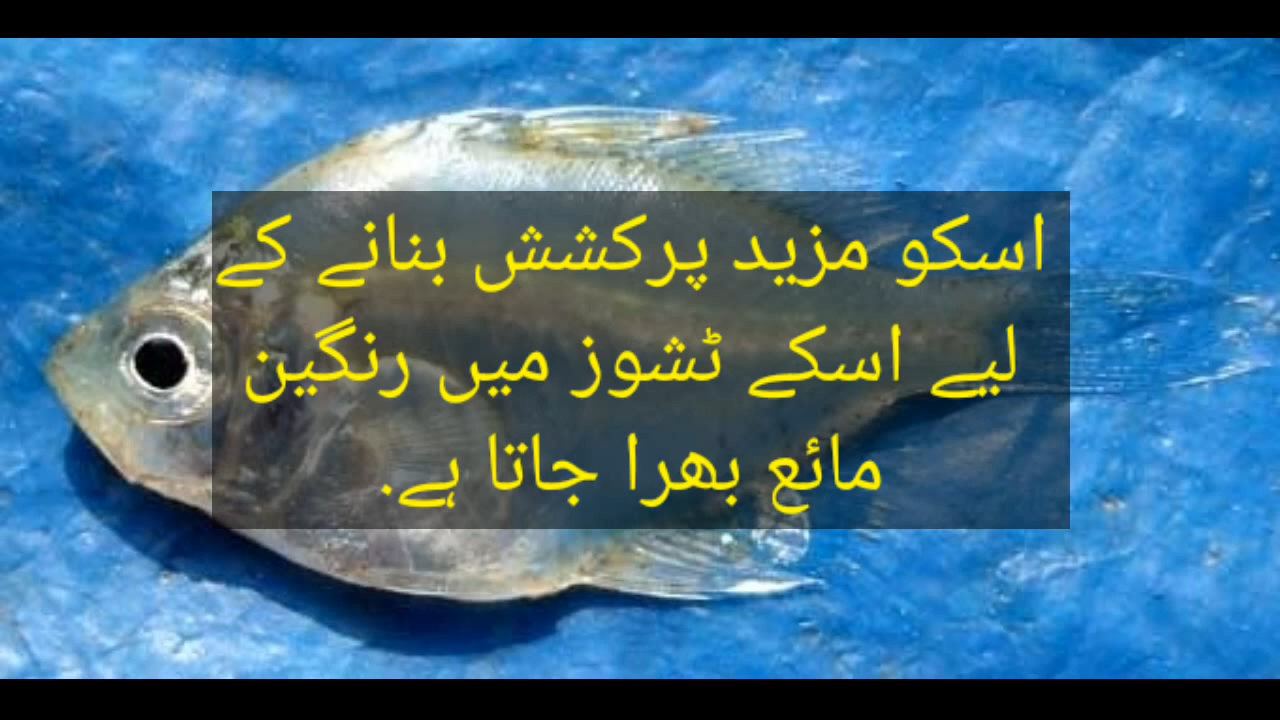 اسکو مزید پرکشش بنانے کے
لیے اسکے ٹشوز میں رنگین
مائع بھرا جاتا ہے.